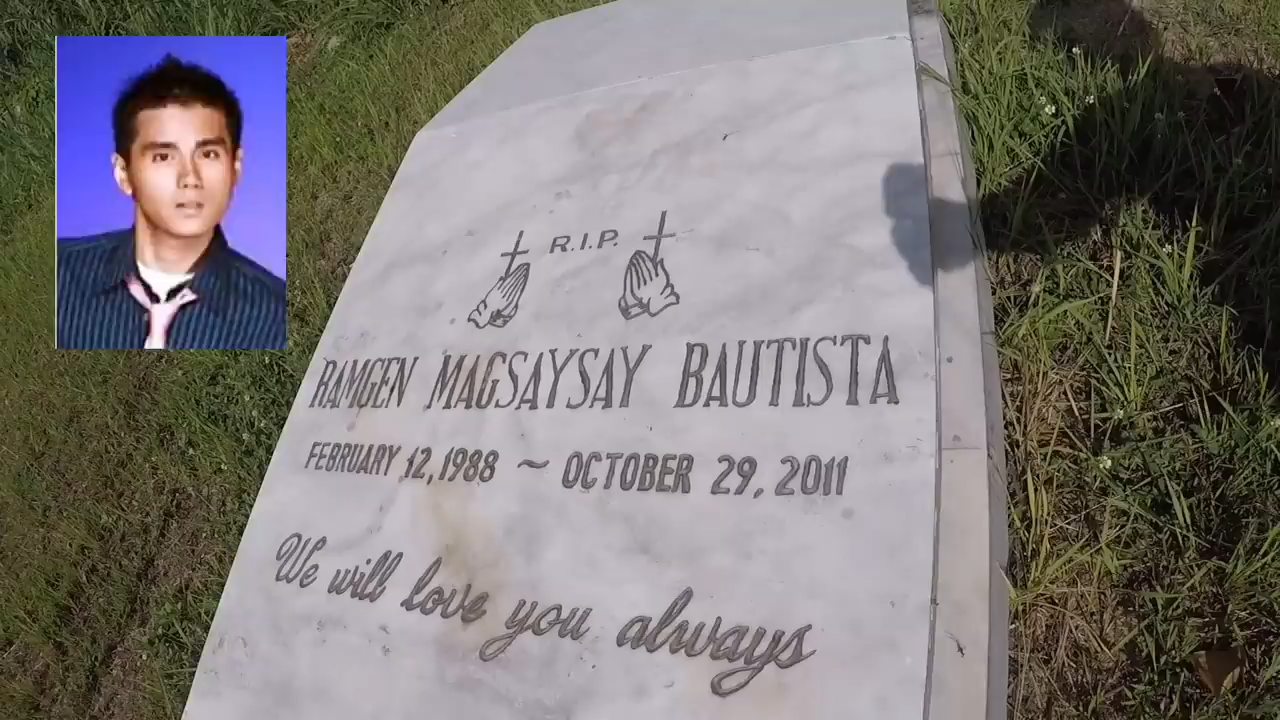 R.I.P.
RAMGEN MAGSAYSAY BAUTISTA
FEBRUARY 12, 1988 ~ OCTOBER 29, 2011
We will love you always